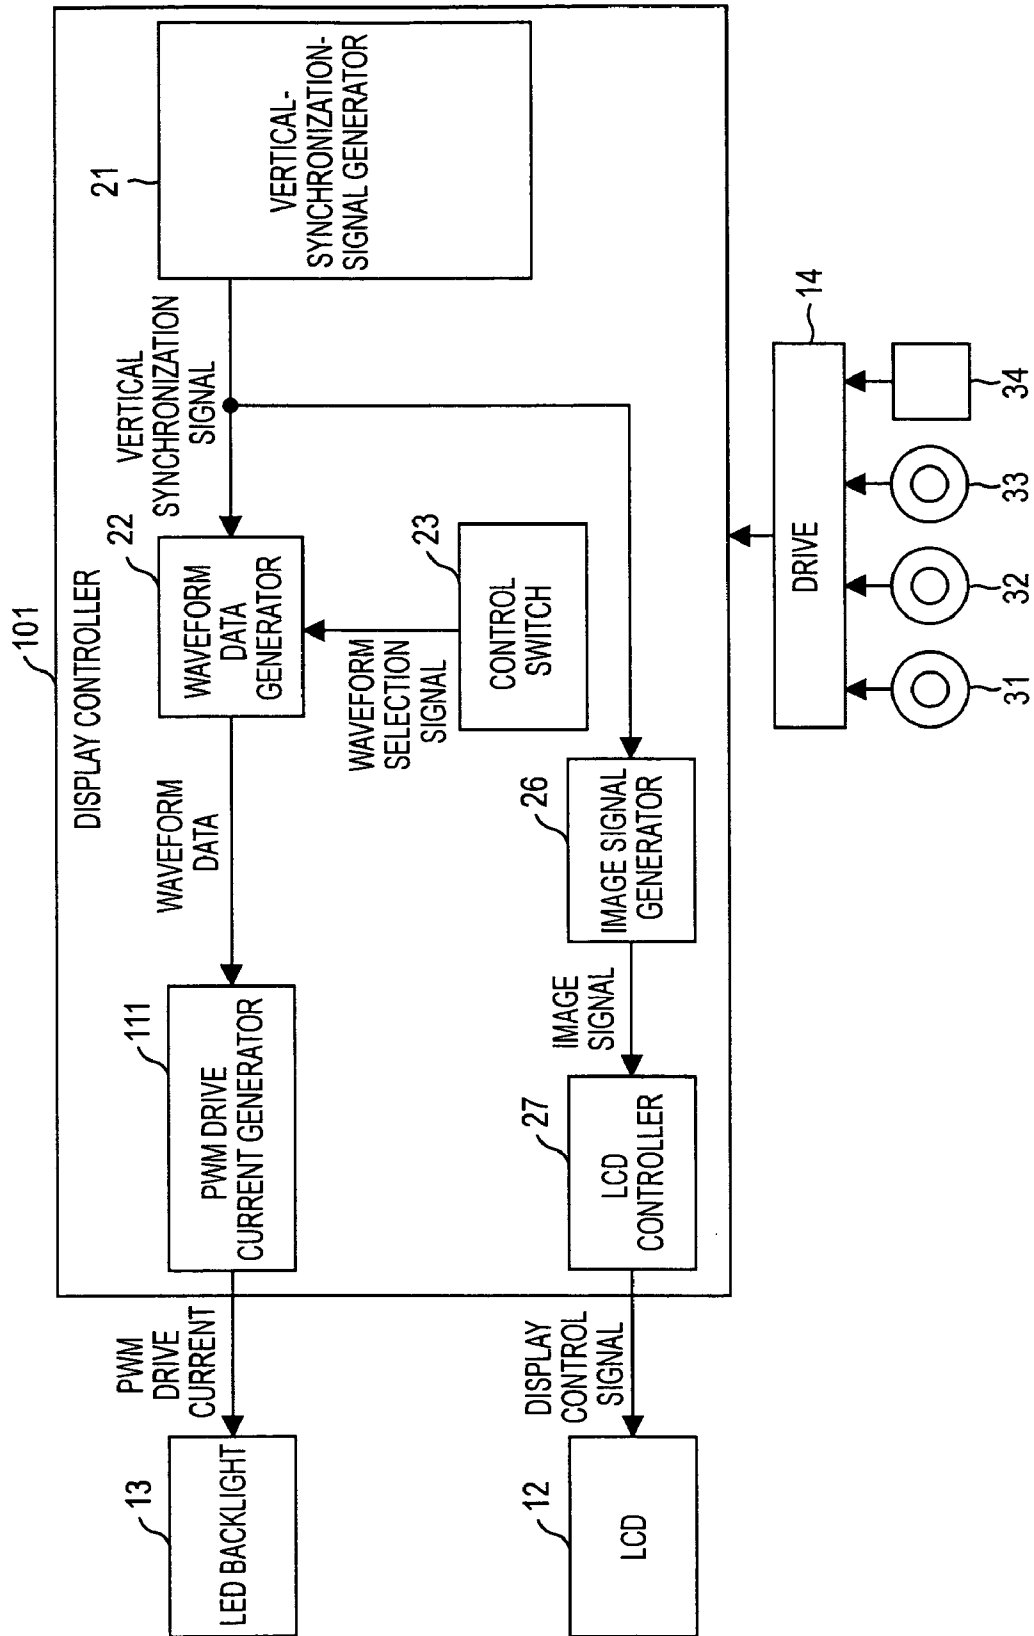 101
DISPLAY CONTROLLER
13
LED BACKLIGHT
PWM
DRIVE
CURRENT
111
PWM DRIVE
CURRENT GENERATOR
WAVEFORM
DATA
22
WAVEFORM
DATA
GENERATOR
VERTICAL
SYNCHRONIZATION
SIGNAL
21
VERTICAL-
SYNCHRONIZATION-
SIGNAL GENERATOR
WAVEFORM
SELECTION
SIGNAL
23
CONTROL
SWITCH
12
LCD
DISPLAY
CONTROL
SIGNAL
27
LCD
CONTROLLER
IMAGE
SIGNAL
26
IMAGE SIGNAL
GENERATOR
14
DRIVE
31
32
33
34